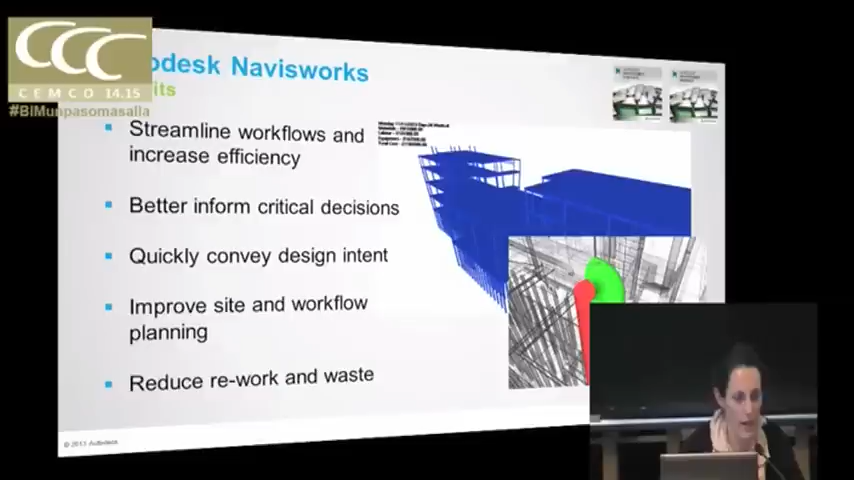 CEMCO 14.15
#BIMunpasomasalla
odesk Navisworks
its
Streamline workflows and
increase efficiency
Better inform critical decisions
Quickly convey design intent
Improve site and workflow
planning
Reduce re-work and waste
© 2013 Autodesk